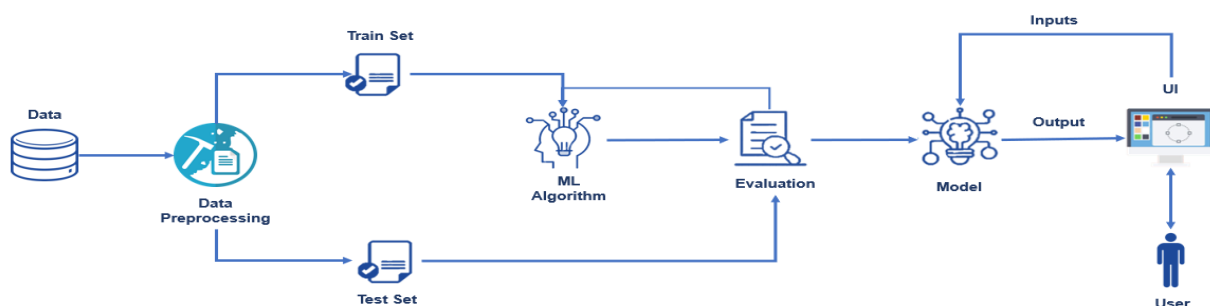 Inputs
Train Set
UI
Data
Output
ML
Algorithm
Evaluation
Model
Data
Preprocessing
Test Set
User